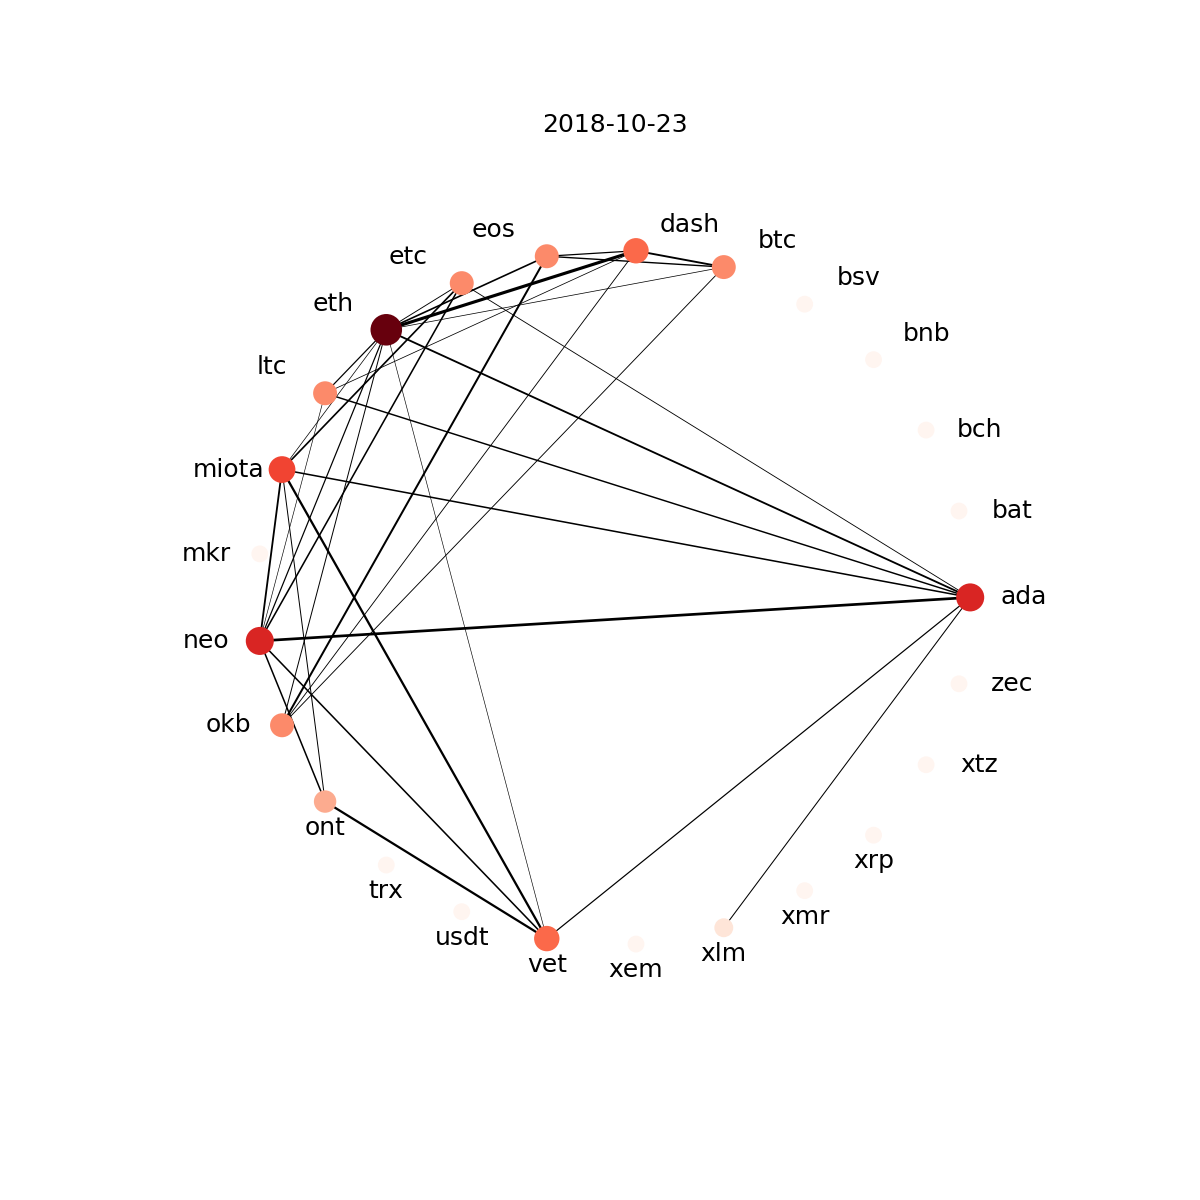 2018-10-23
dash
eos
btc
etc
bsv
eth
bnb
ltc
bch
miota
bat
mkr
ada
neo
zec
okb
xtz
ont
xrp
trx
xmr
usdt
xlm
vet
xem